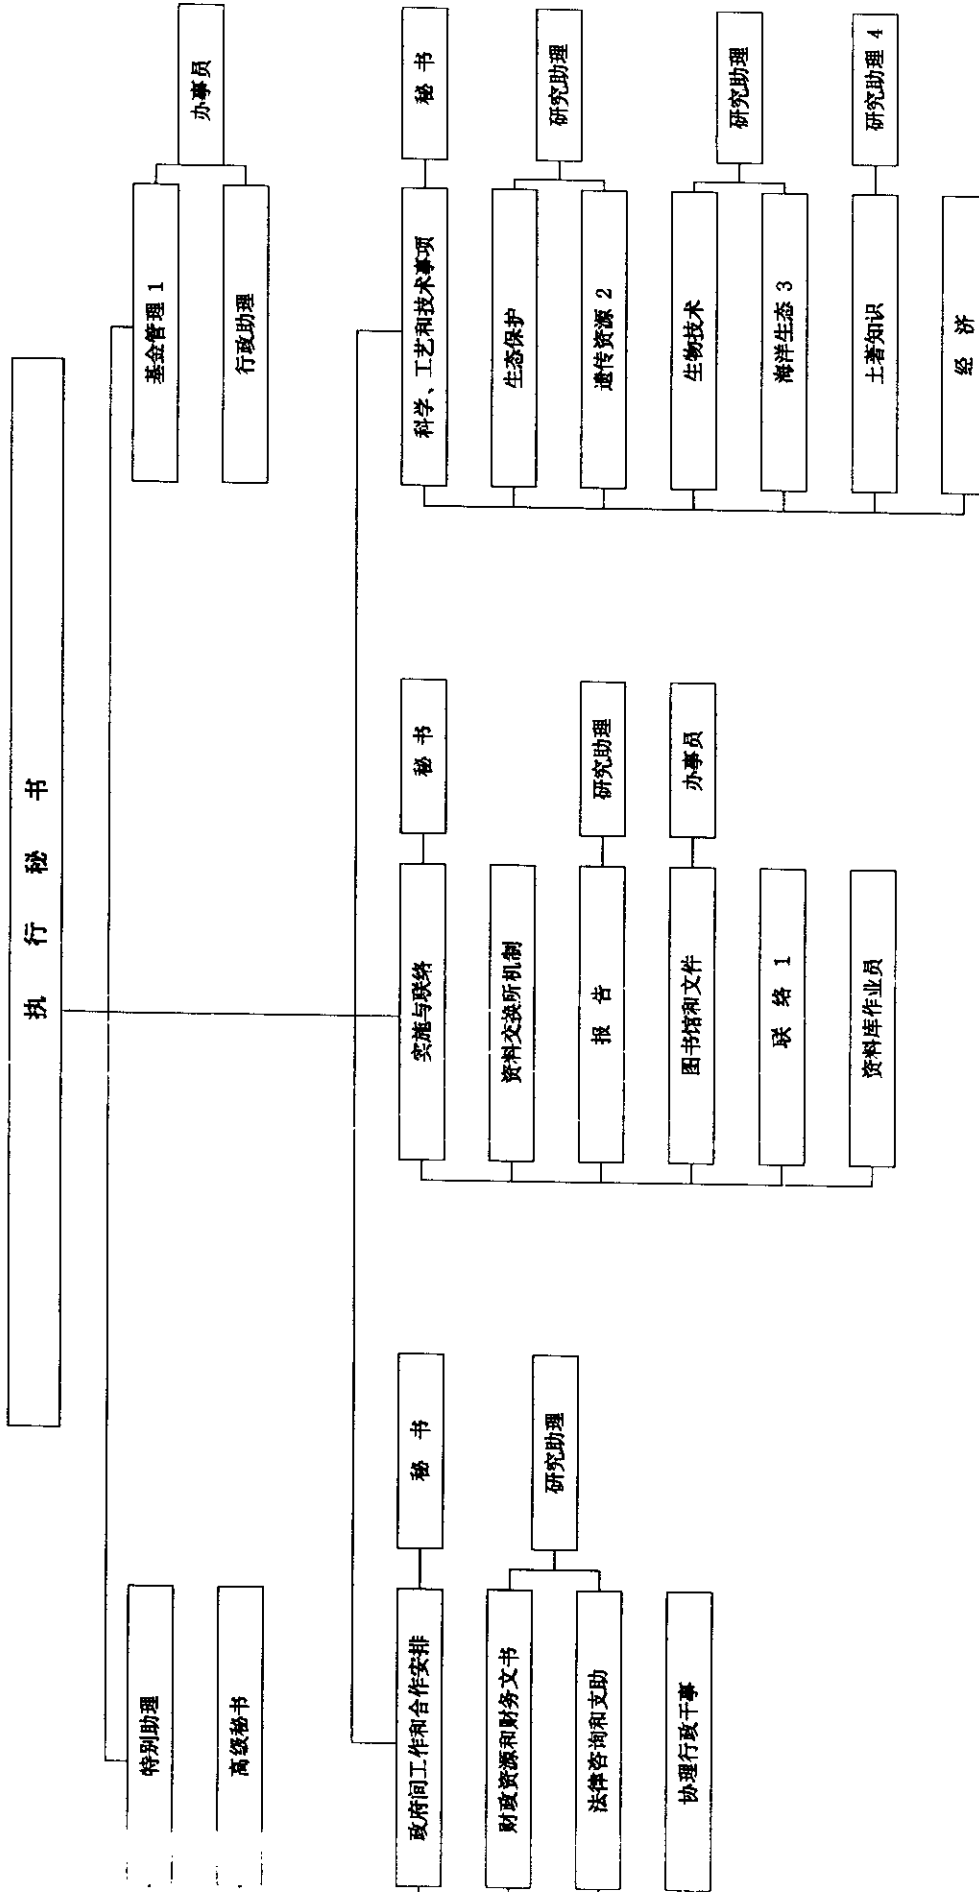 执行秘书
特别助理
高级秘书
基金管理 1
行政助理
办事员
政府间工作和合作安排
秘书
财政资源和财务文书
法律咨询和支助
研究助理
协理行政干事
实施与联络
秘书
资料交换所机制
报告
研究助理
图书馆和文件
办事员
联络 1
资料库作业员
科学、工艺和技术事项
秘书
生态保护
遗传资源 2
研究助理
生物技术
海洋生态 3
研究助理
土著知识
研究助理 4
经济